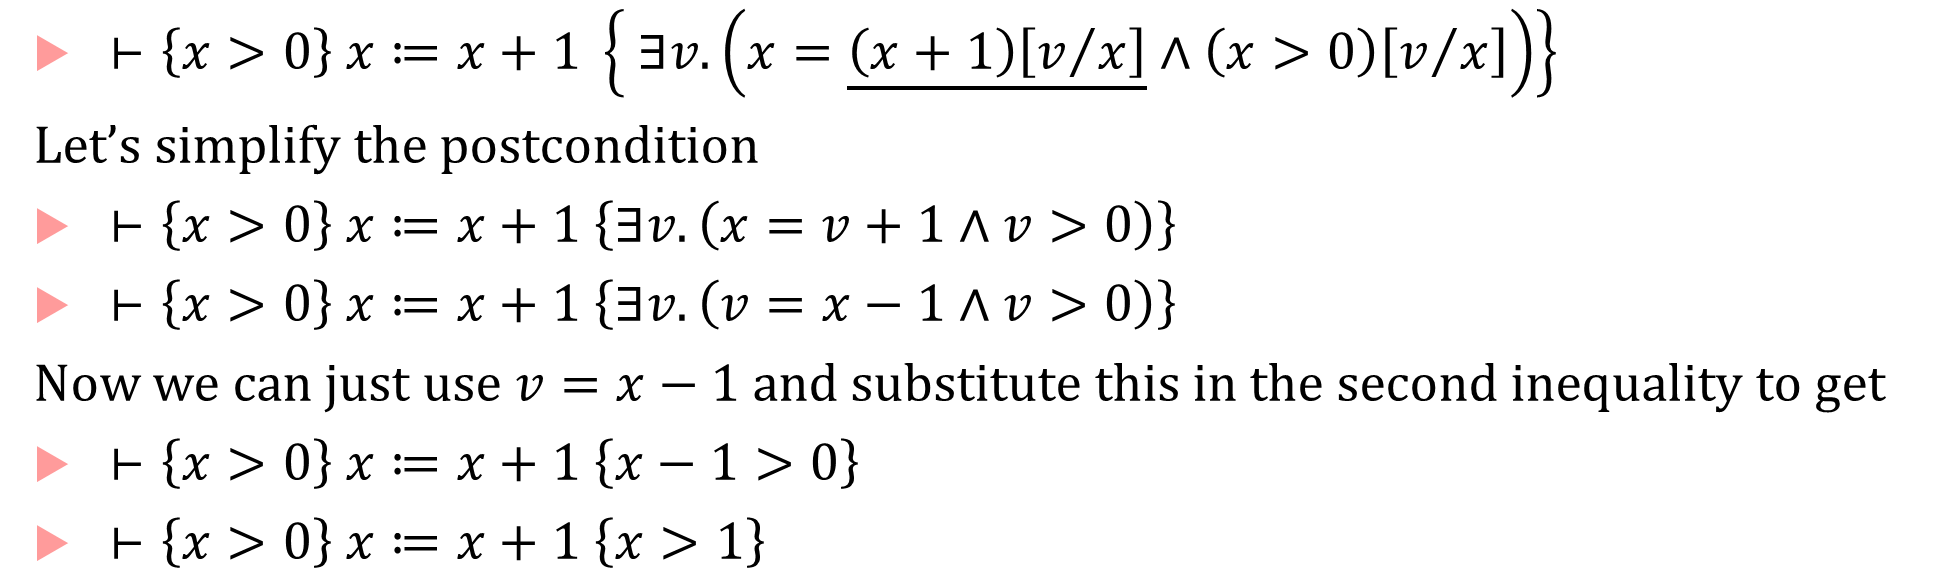 ▶ ⊢ {x > 0} x ≔ x + 1 {∃v. (x = (x + 1)[v/x] ∧ (x > 0)[v/x])}
Let’s simplify the postcondition
▶ ⊢ {x > 0} x ≔ x + 1 {∃v. (x = v + 1 ∧ v > 0)}
▶ ⊢ {x > 0} x ≔ x + 1 {∃v. (v = x − 1 ∧ v > 0)}
Now we can just use v = x − 1 and substitute this in the second inequality to get
▶ ⊢ {x > 0} x ≔ x + 1 {x − 1 > 0}
▶ ⊢ {x > 0} x ≔ x + 1 {x > 1}